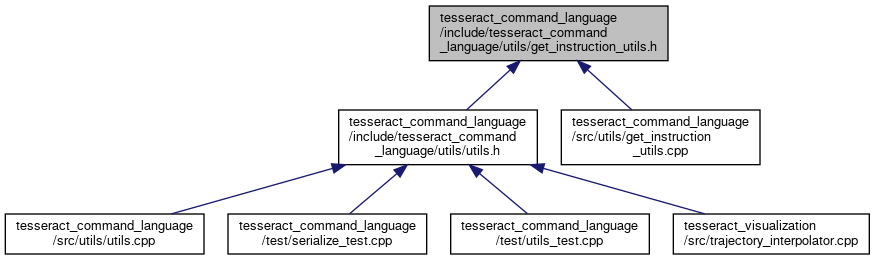 tesseract_command_language
/include/tesseract_command
_language/utils/get_instruction_utils.h
tesseract_command_language
/include/tesseract_command
_language/utils/utils.h
tesseract_command_language
/src/utils/get_instruction
_utils.cpp
tesseract_command_language
/src/utils/utils.cpp
tesseract_command_language
/test/serialize_test.cpp
tesseract_command_language
/test/utils_test.cpp
tesseract_visualization
/src/trajectory_interpolator.cpp